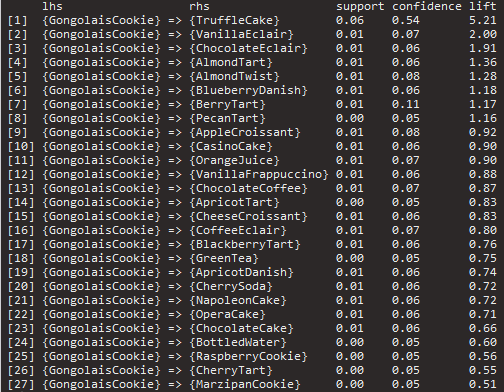 lhs rhs support confidence lift
[1] {GongolaisCookie} => {TruffleCake} 0.06 0.54 5.21
[2] {GongolaisCookie} => {VanillaEclair} 0.01 0.07 2.00
[3] {GongolaisCookie} => {ChocolateEclair} 0.01 0.06 1.91
[4] {GongolaisCookie} => {AlmondTart} 0.01 0.06 1.36
[5] {GongolaisCookie} => {AlmondTwist} 0.01 0.08 1.28
[6] {GongolaisCookie} => {BlueberryDanish} 0.01 0.06 1.18
[7] {GongolaisCookie} => {BerryTart} 0.01 0.11 1.17
[8] {GongolaisCookie} => {PecanTart} 0.00 0.05 1.16
[9] {GongolaisCookie} => {AppleCroissant} 0.01 0.08 0.92
[10] {GongolaisCookie} => {CasinoCake} 0.01 0.06 0.90
[11] {GongolaisCookie} => {OrangeJuice} 0.01 0.07 0.90
[12] {GongolaisCookie} => {VanillaFrappuccino} 0.01 0.06 0.88
[13] {GongolaisCookie} => {ChocolateCoffee} 0.01 0.07 0.87
[14] {GongolaisCookie} => {ApricotTart} 0.00 0.05 0.83
[15] {GongolaisCookie} => {CheeseCroissant} 0.01 0.06 0.83
[16] {GongolaisCookie} => {CoffeeEclair} 0.01 0.07 0.80
[17] {GongolaisCookie} => {BlackberryTart} 0.01 0.06 0.76
[18] {GongolaisCookie} => {GreenTea} 0.00 0.05 0.75
[19] {GongolaisCookie} => {ApricotDanish} 0.01 0.06 0.74
[20] {GongolaisCookie} => {CherrySoda} 0.01 0.06 0.72
[21] {GongolaisCookie} => {NapoleonCake} 0.01 0.06 0.72
[22] {GongolaisCookie} => {OperaCake} 0.01 0.06 0.71
[23] {GongolaisCookie} => {ChocolateCake} 0.01 0.06 0.66
[24] {GongolaisCookie} => {BottledWater} 0.00 0.05 0.60
[25] {GongolaisCookie} => {RaspberryCookie} 0.00 0.05 0.56
[26] {GongolaisCookie} => {CherryTart} 0.00 0.05 0.55
[27] {GongolaisCookie} => {MarzipanCookie} 0.00 0.05 0.53